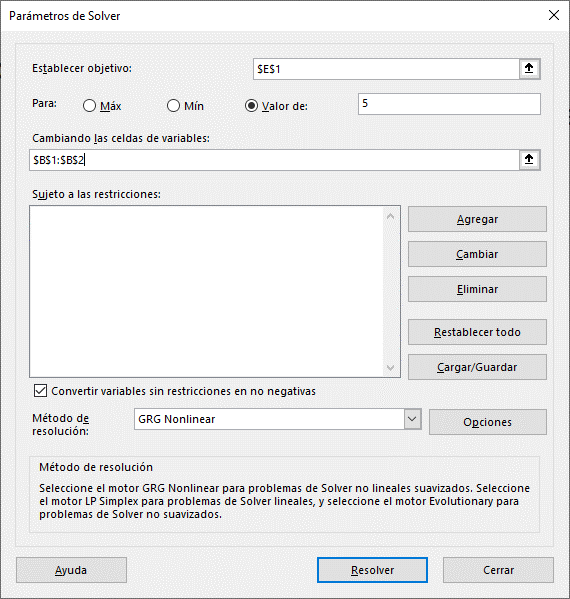 Parámetros de Solver
Establecer objetivo: $E$1
Para: Máx Mín Valor de: 5
Cambiando las celdas de variables:
$B$1:$B$2
Sujeto a las restricciones:
Agregar
Cambiar
Eliminar
Restablecer todo
Cargar/Guardar
Convertir variables sin restricciones en no negativas
Método de
resolución:
GRG Nonlinear
Opciones
Método de resolución
Seleccione el motor GRG Nonlinear para problemas de Solver no lineales suavizados. Seleccione
el motor LP Simplex para problemas de Solver lineales, y seleccione el motor Evolutionary para
problemas de Solver no suavizados.
Ayuda Resolver Cerrar